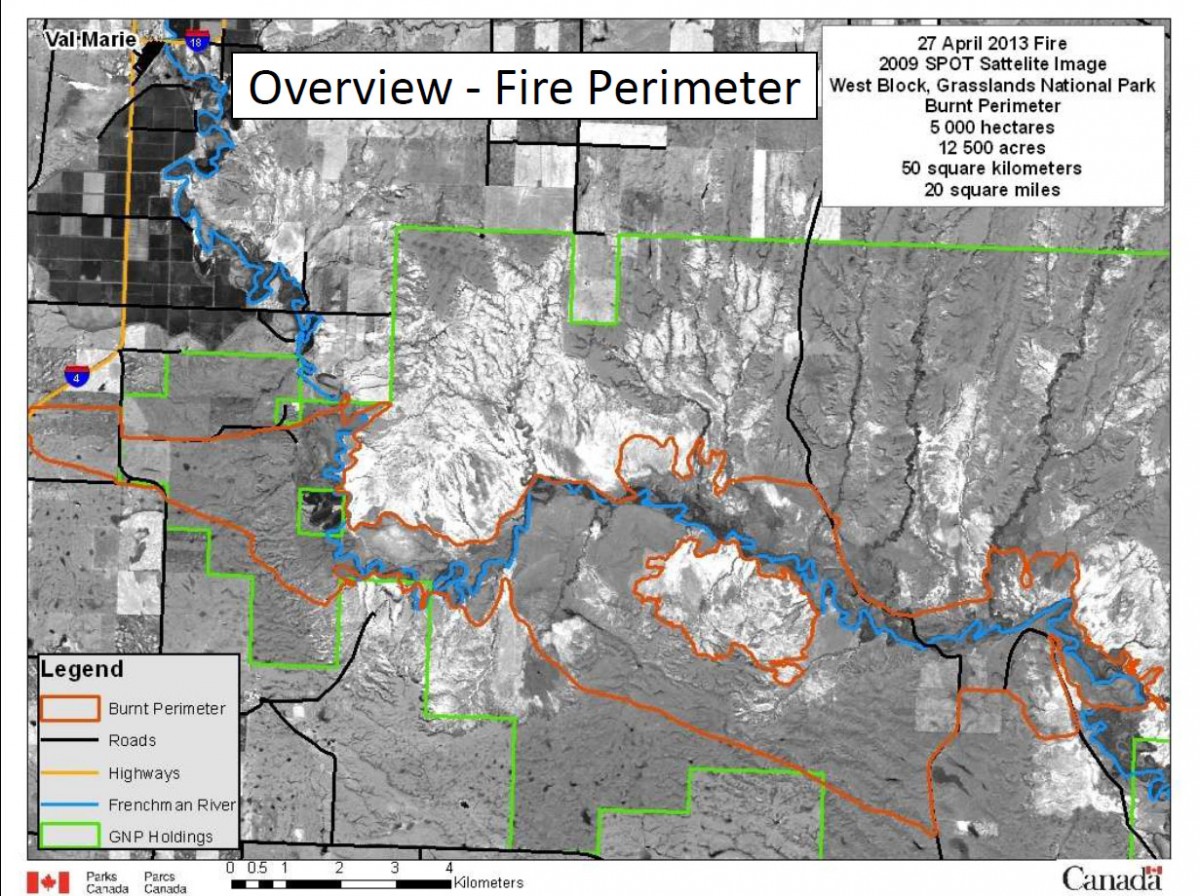 Val Marie
18
Overview - Fire Perimeter
27 April 2013 Fire
2009 SPOT Sattelite Image
West Block, Grasslands National Park
Burnt Perimeter
5 000 hectares
12 500 acres
50 square kilometers
20 square miles
4
Legend
Burnt Perimeter
Roads
Highways
Frenchman River
GNP Holdings
Parks Canada
Parcs Canada
0 0.5 1 2 3 4
Kilometers
Canada